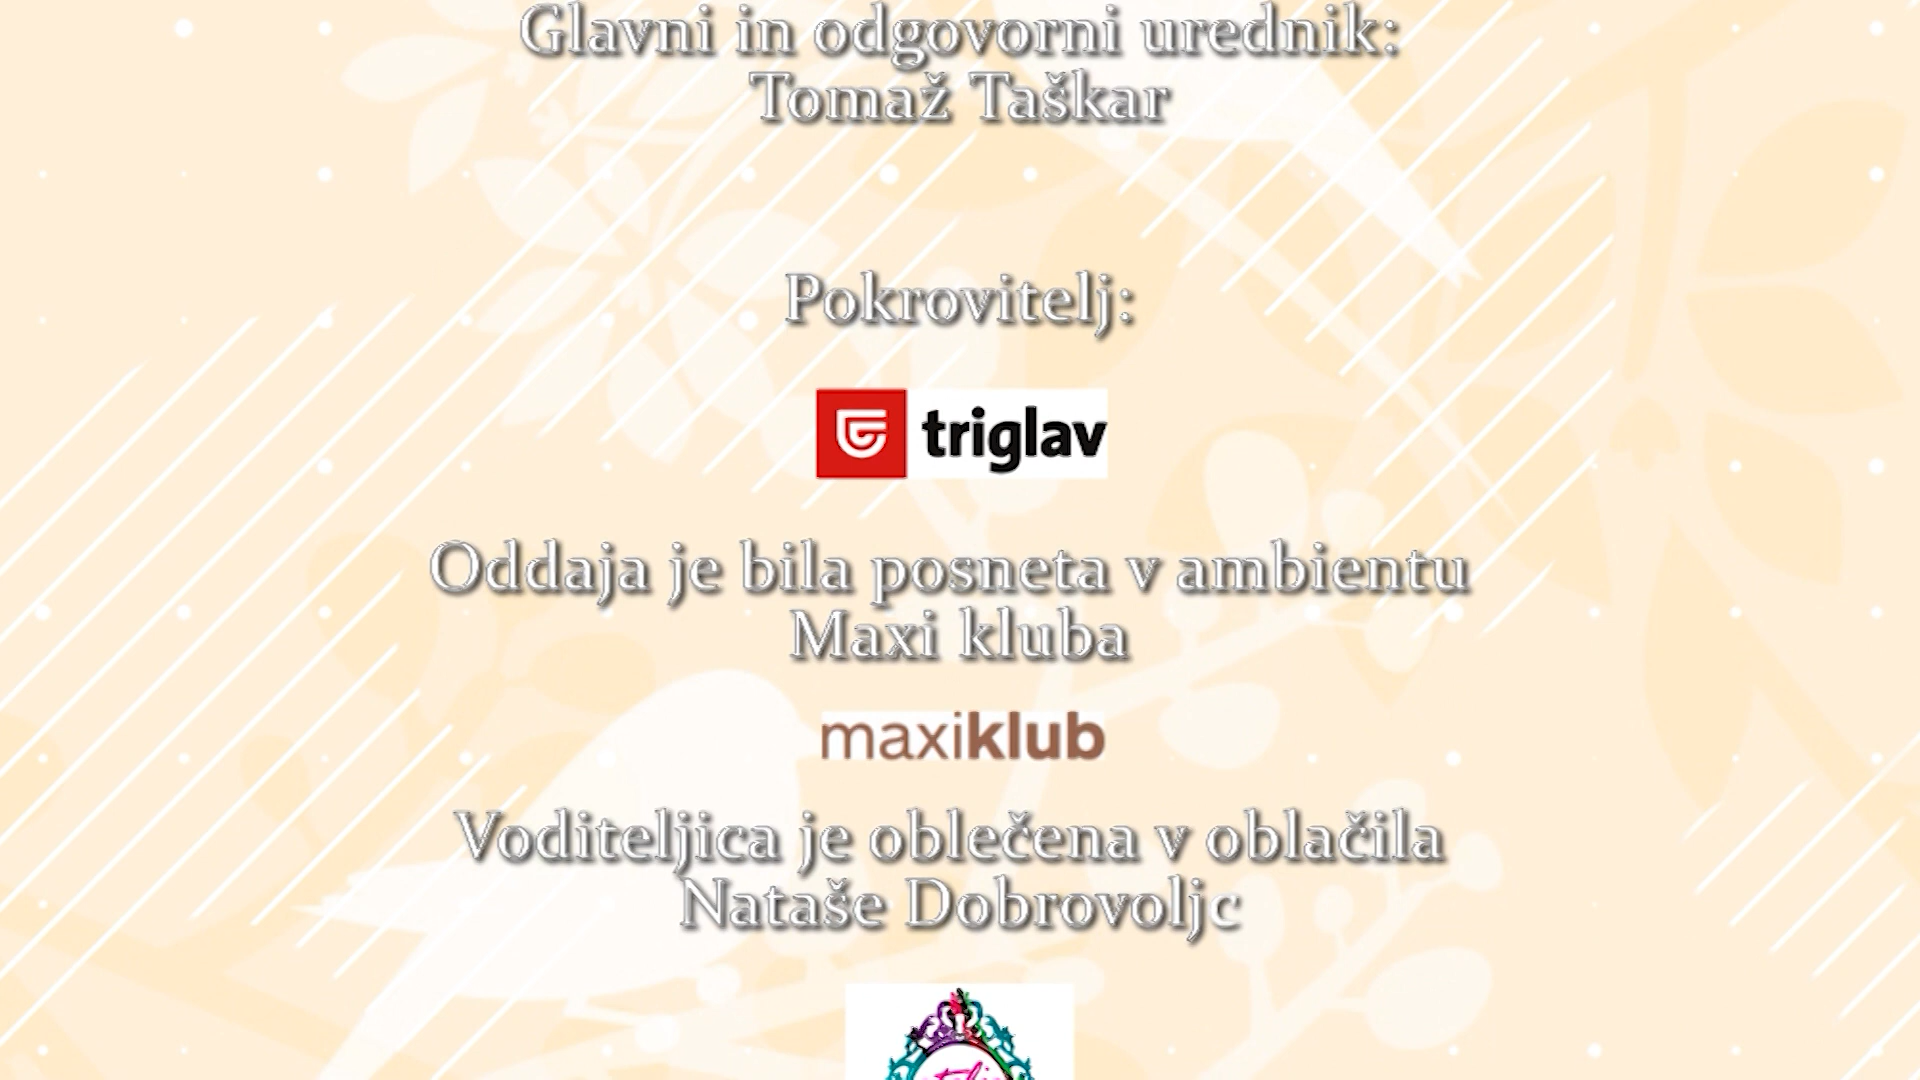 Glavni in odgovorni urednik:
Tomaž Taškar
Pokrovitelj:
triglav
Oddaja je bila posneta v ambientu
Maxi kluba
maxiklub
Voditeljica je oblečena v oblačila
Nataše Dobrovoljc